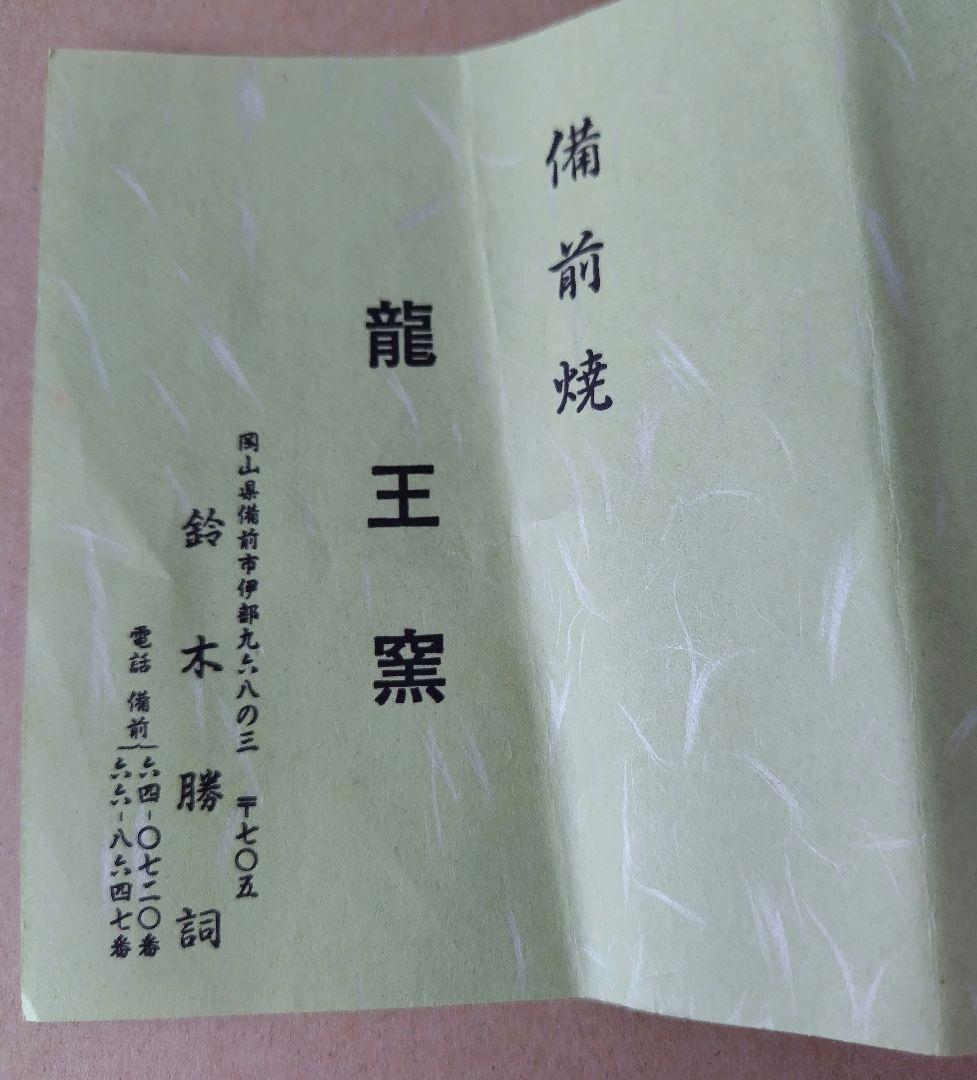 備前焼
龍王窯
岡山県備前市伊部九六八の三 〒七〇五
鈴木勝詞
電話 備前 六四-〇七二〇番
六六-八六四七番